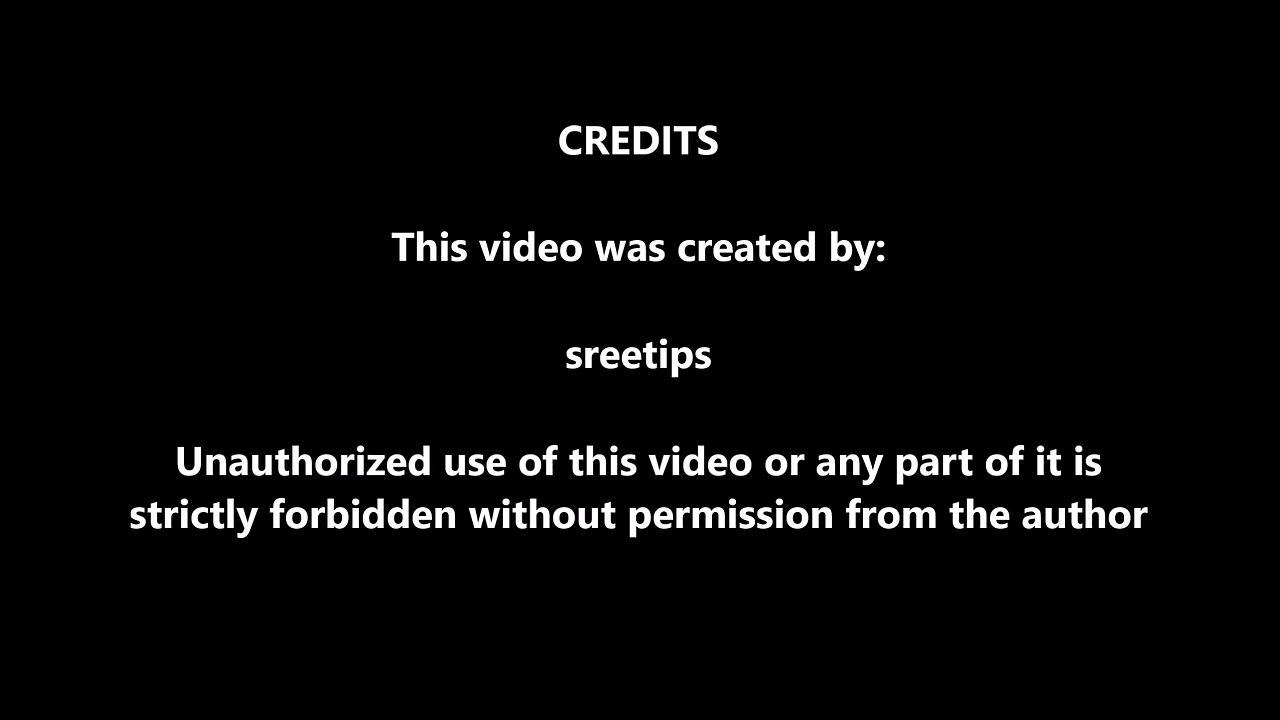 CREDITS
This video was created by:
sreetips
Unauthorized use of this video or any part of it is
strictly forbidden without permission from the author